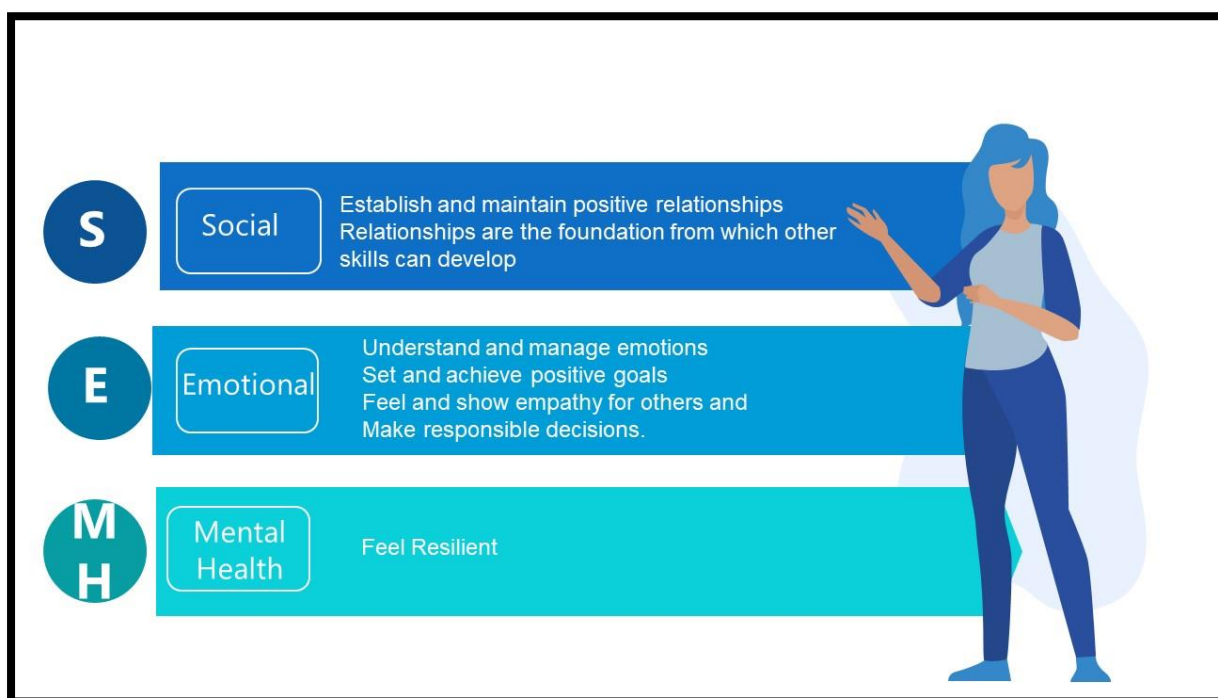 S
Social
Establish and maintain positive relationships
Relationships are the foundation from which other
skills can develop
E
Emotional
Understand and manage emotions
Set and achieve positive goals
Feel and show empathy for others and
Make responsible decisions.
M
H
Mental
Health
Feel Resilient